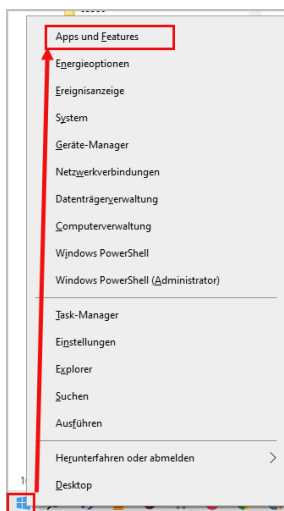 Apps und Features
Energieoptionen
Ereignisanzeige
System
Geräte-Manager
Netzwerkverbindungen
Datenträgerverwaltung
Computerverwaltung
Windows PowerShell
Windows PowerShell (Administrator)
Task-Manager
Einstellungen
Explorer
Suchen
Ausführen
Herunterfahren oder abmelden
Desktop